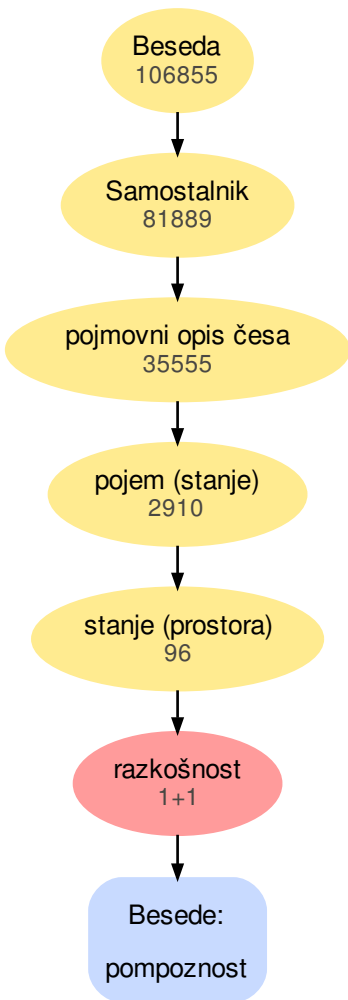 Beseda
106855
Samostalnik
81889
pojmovni opis česa
35555
pojem (stanje)
2910
stanje (prostora)
96
razkošnost
1+1
Besede:
pompoznost